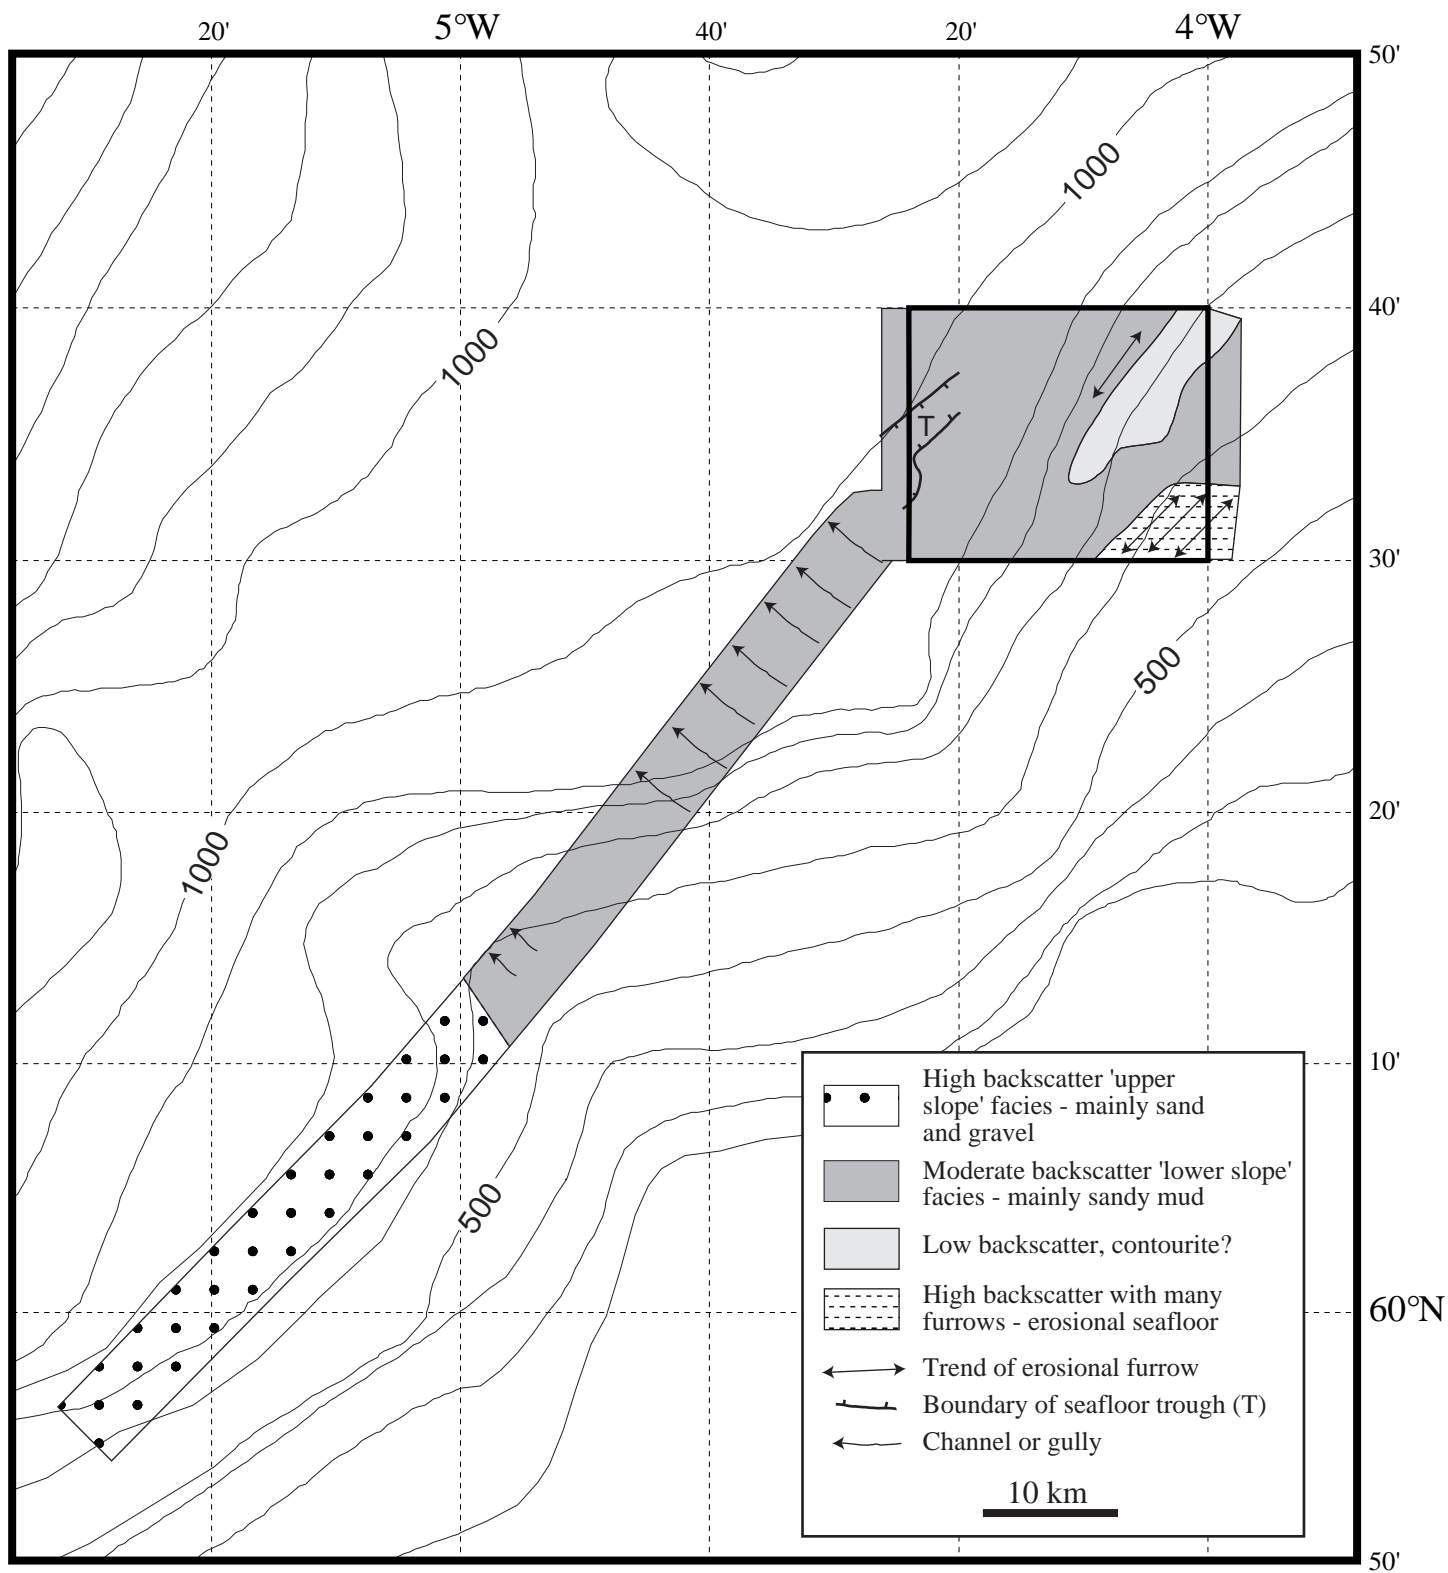 20'
5°W
40'
20'
4°W
50'
1000
40'
1000
T
30'
500
20'
1000
10'
High backscatter 'upper
slope' facies - mainly sand
and gravel
Moderate backscatter 'lower slope'
facies - mainly sandy mud
500
Low backscatter, contourite?
High backscatter with many
furrows - erosional seafloor
60°N
Trend of erosional furrow
Boundary of seafloor trough (T)
Channel or gully
10 km
50'